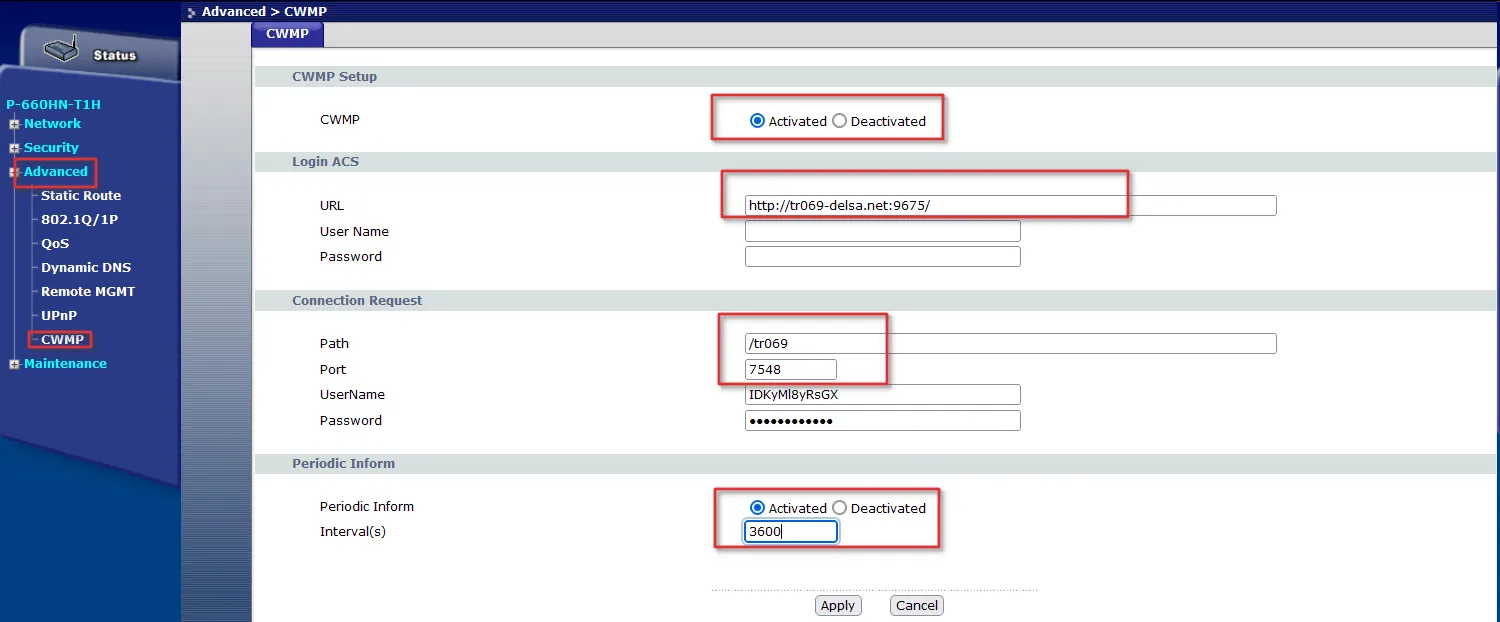 Advanced > CWMP
CWMP
Status
P-660HN-T1H
Network
Security
Advanced
Static Route
802.1Q/1P
QoS
Dynamic DNS
Remote MGMT
UPnP
CWMP
Maintenance
CWMP Setup
CWMP Activated Deactivated
Login ACS
URL http://tr069-delsa.net:9675/
User Name
Password
Connection Request
Path /tr069
Port 7548
UserName IDKyMl8yRsGX
Password ••••••••••••
Periodic Inform
Periodic Inform Activated Deactivated
Interval(s) 3600
Apply Cancel